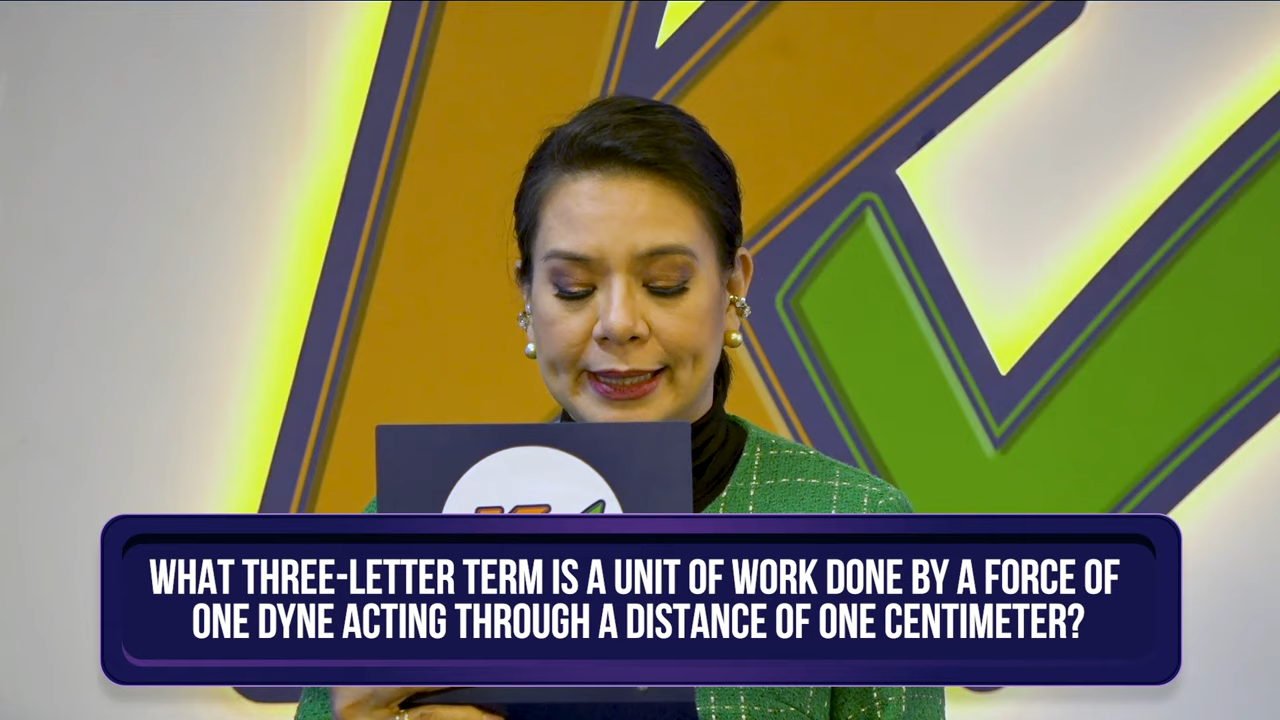 WHAT THREE-LETTER TERM IS A UNIT OF WORK DONE BY A FORCE OF
ONE DYNE ACTING THROUGH A DISTANCE OF ONE CENTIMETER?